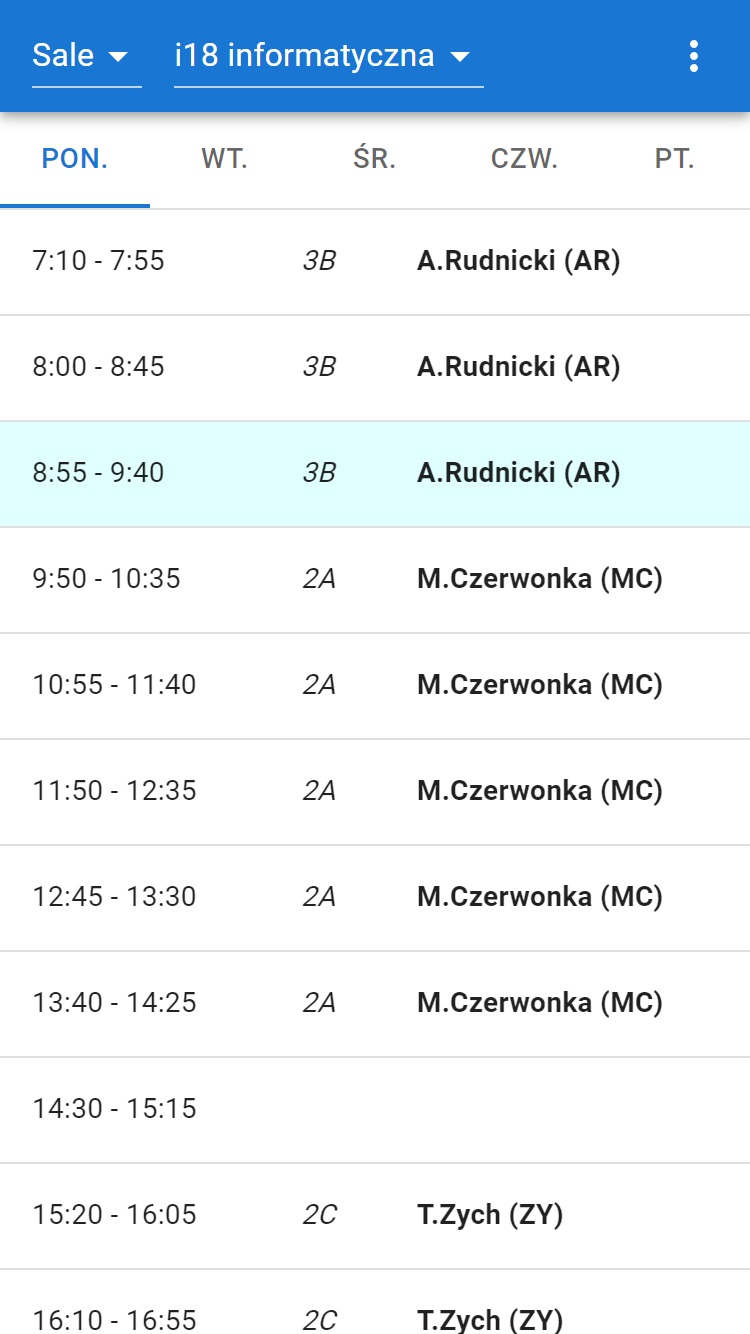 Sale i18 informatyczna
PON. WT. ŚR. CZW. PT.
7:10 - 7:55 3B A.Rudnicki (AR)
8:00 - 8:45 3B A.Rudnicki (AR)
8:55 - 9:40 3B A.Rudnicki (AR)
9:50 - 10:35 2A M.Czerwonka (MC)
10:55 - 11:40 2A M.Czerwonka (MC)
11:50 - 12:35 2A M.Czerwonka (MC)
12:45 - 13:30 2A M.Czerwonka (MC)
13:40 - 14:25 2A M.Czerwonka (MC)
14:30 - 15:15
15:20 - 16:05 2C T.Zych (ZY)
16:10 - 16:55 2C T.Zych (ZY)